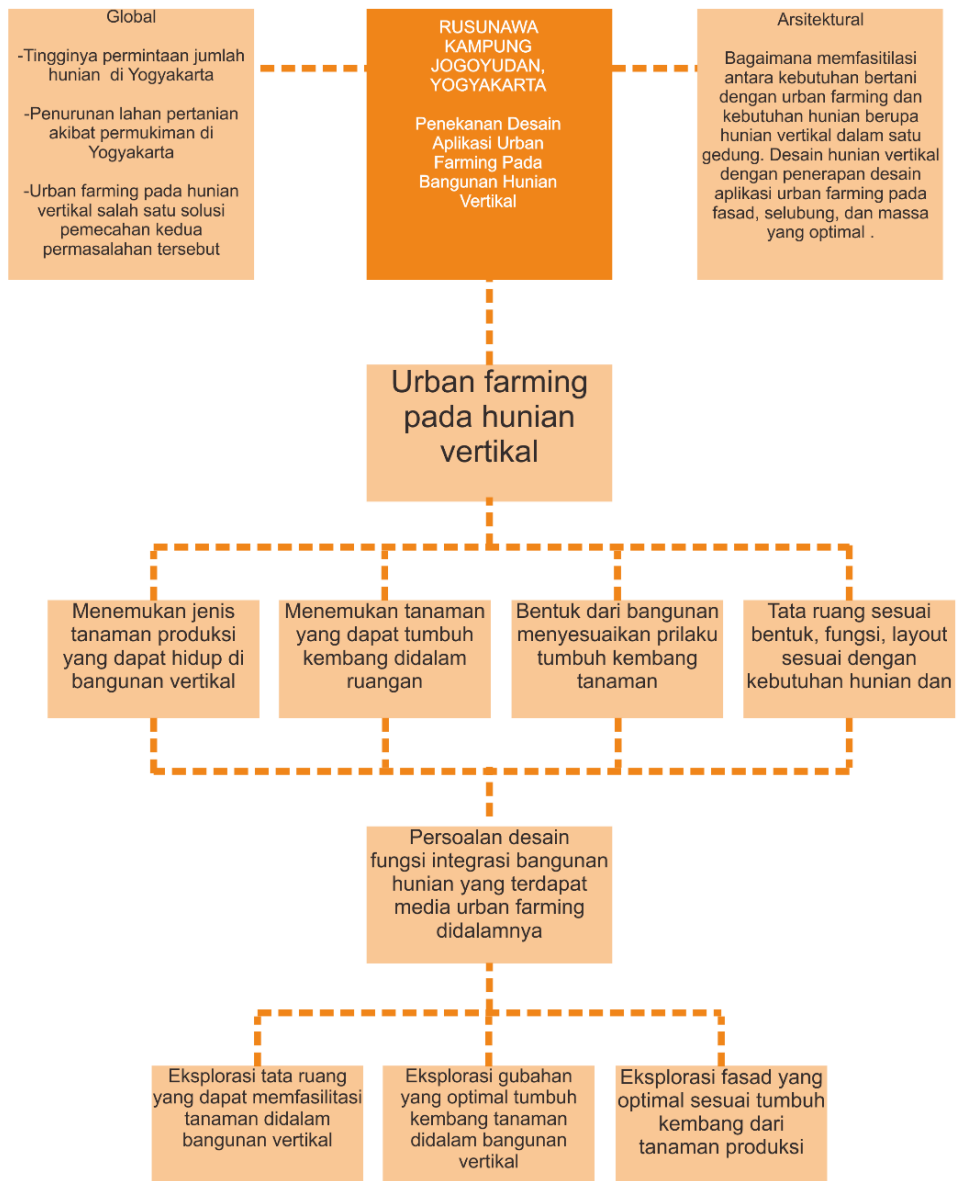 Global
-Tingginya permintaan jumlah
hunian di Yogyakarta
-Penurunan lahan pertanian
akibat permukiman di
Yogyakarta
-Urban farming pada hunian
vertikal salah satu solusi
pemecahan kedua
permasalahan tersebut
RUSUNAWA
KAMPUNG
JOGOYUDAN,
YOGYAKARTA
Penekanan Desain
Aplikasi Urban
Farming Pada
Bangunan Hunian
Vertikal
Arsitektural
Bagaimana memfasitilasi
antara kebutuhan bertani
dengan urban farming dan
kebutuhan hunian berupa
hunian vertikal dalam satu
gedung. Desain hunian vertikal
dengan penerapan desain
aplikasi urban farming pada
fasad, selubung, dan massa
yang optimal .
Urban farming
pada hunian
vertikal
Menemukan jenis
tanaman produksi
yang dapat hidup di
bangunan vertikal
Menemukan tanaman
yang dapat tumbuh
kembang didalam
ruangan
Bentuk dari bangunan
menyesuaikan prilaku
tumbuh kembang
tanaman
Tata ruang sesuai
bentuk, fungsi, layout
sesuai dengan
kebutuhan hunian dan
Persoalan desain
fungsi integrasi bangunan
hunian yang terdapat
media urban farming
didalamnya
Eksplorasi tata ruang
yang dapat memfasilitasi
tanaman didalam
bangunan vertikal
Eksplorasi gubahan
yang optimal tumbuh
kembang tanaman
didalam bangunan
vertikal
Eksplorasi fasad yang
optimal sesuai tumbuh
kembang dari
tanaman produksi